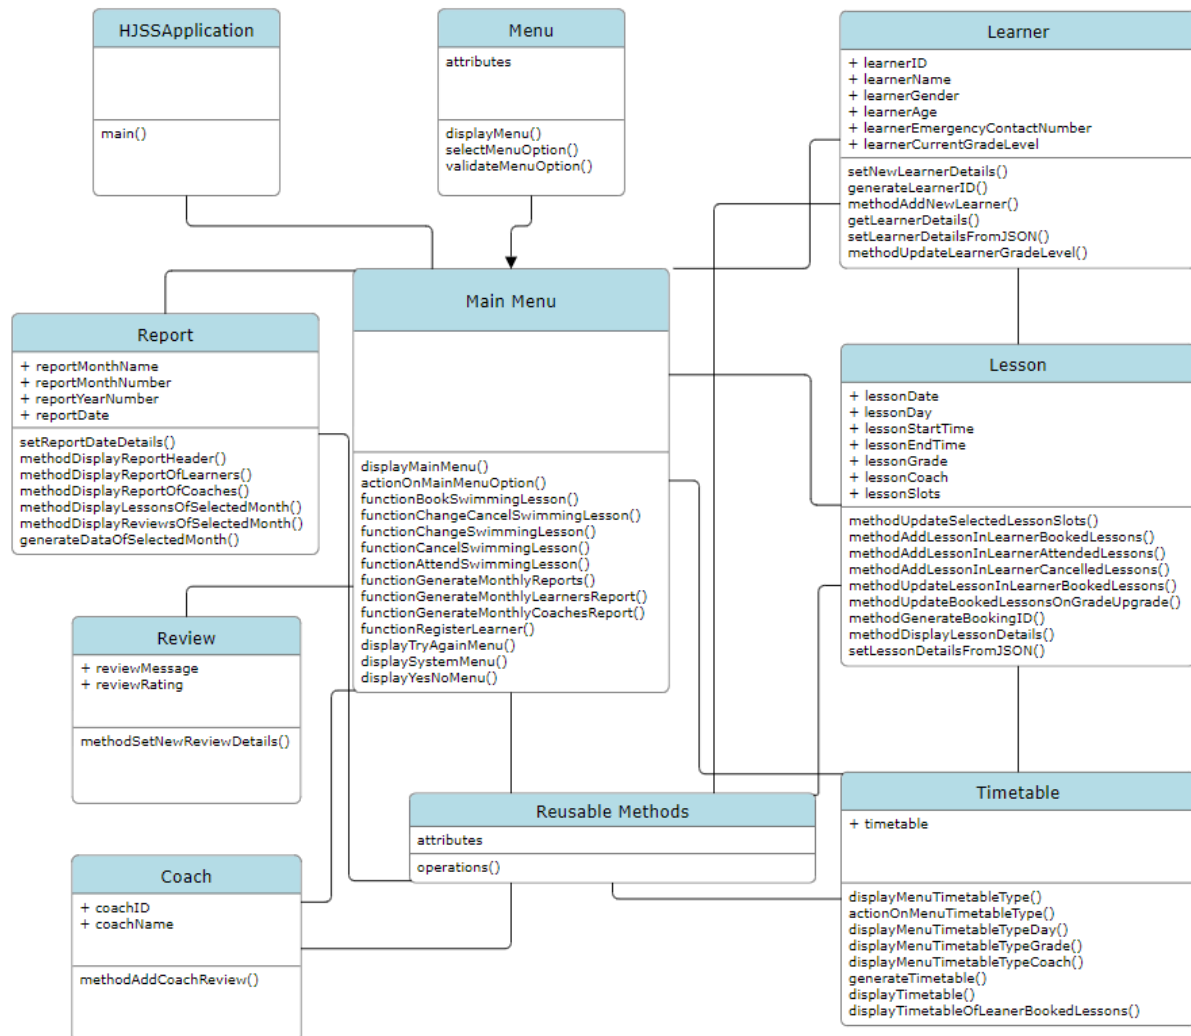 HJSSApplication
main()
Menu
attributes
displayMenu()
selectMenuOption()
validateMenuOption()
Learner
+ learnerID
+ learnerName
+ learnerGender
+ learnerAge
+ learnerEmergencyContactNumber
+ learnerCurrentGradeLevel
setNewLearnerDetails()
generateLearnerID()
methodAddNewLearner()
getLearnerDetails()
setLearnerDetailsFromJSON()
methodUpdateLearnerGradeLevel()
Main Menu
displayMainMenu()
actionOnMainMenuOption()
functionBookSwimmingLesson()
functionChangeCancelSwimmingLesson()
functionChangeSwimmingLesson()
functionCancelSwimmingLesson()
functionAttendSwimmingLesson()
functionGenerateMonthlyReports()
functionGenerateMonthlyLearnersReport()
functionGenerateMonthlyCoachesReport()
functionRegisterLearner()
displayTryAgainMenu()
displaySystemMenu()
displayYesNoMenu()
Report
+ reportMonthName
+ reportMonthNumber
+ reportYearNumber
+ reportDate
setReportDateDetails()
methodDisplayReportHeader()
methodDisplayReportOfLearners()
methodDisplayReportOfCoaches()
methodDisplayLessonsOfSelectedMonth()
methodDisplayReviewsOfSelectedMonth()
generateDataOfSelectedMonth()
Lesson
+ lessonDate
+ lessonDay
+ lessonStartTime
+ lessonEndTime
+ lessonGrade
+ lessonCoach
+ lessonSlots
methodUpdateSelectedLessonSlots()
methodAddLessonInLearnerBookedLessons()
methodAddLessonInLearnerAttendedLessons()
methodAddLessonInLearnerCancelledLessons()
methodUpdateLessonInLearnerBookedLessons()
methodUpdateBookedLessonsOnGradeUpgrade()
methodGenerateBookingID()
methodDisplayLessonDetails()
setLessonDetailsFromJSON()
Review
+ reviewMessage
+ reviewRating
methodSetNewReviewDetails()
Reusable Methods
attributes
operations()
Timetable
+ timetable
displayMenuTimetableType()
actionOnMenuTimetableType()
displayMenuTimetableTypeDay()
displayMenuTimetableTypeGrade()
displayMenuTimetableTypeCoach()
generateTimetable()
displayTimetable()
displayTimetableOfLeanerBookedLessons()
Coach
+ coachID
+ coachName
methodAddCoachReview()